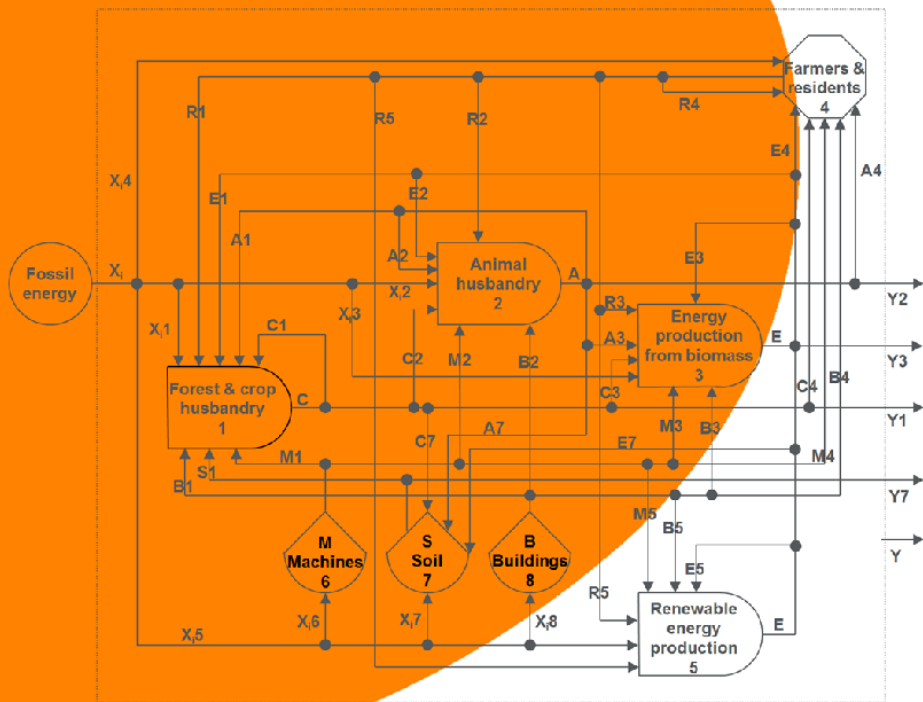 Farmers &
residents
4
R1
R5
R2
R4
E4
A4
Xi4
E1
E2
A1
A2
Fossil
energy
Xi
Animal
husbandry
2
A
E3
Y2
Xi2
Xi3
Xi1
C1
R3
Energy
production
from biomass
3
A3
E
Y3
C2
M2
B2
C3
C4
B4
Forest & crop
husbandry
1
C
Y1
A7
C7
E7
M3
B3
M1
M4
S1
B1
Y7
M5
B5
M
Machines
6
S
Soil
7
B
Buildings
8
Y
E5
R5
Renewable
energy
production
5
E
Xi6
Xi7
Xi8
Xi5